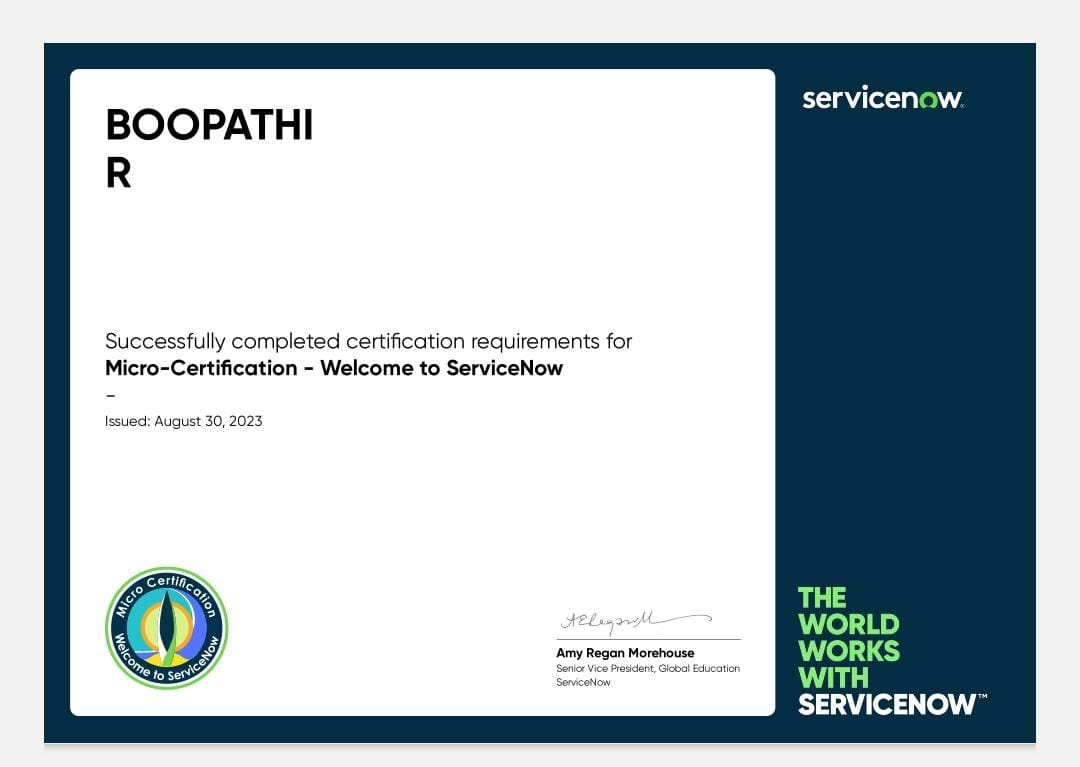 BOOPATHI
R
servicenow.
Successfully completed certification requirements for
Micro-Certification - Welcome to ServiceNow
–
Issued: August 30, 2023
Micro Certification
Welcome to ServiceNow
Amy Regan Morehouse
Senior Vice President, Global Education
ServiceNow
THE
WORLD
WORKS
WITH
SERVICENOW™